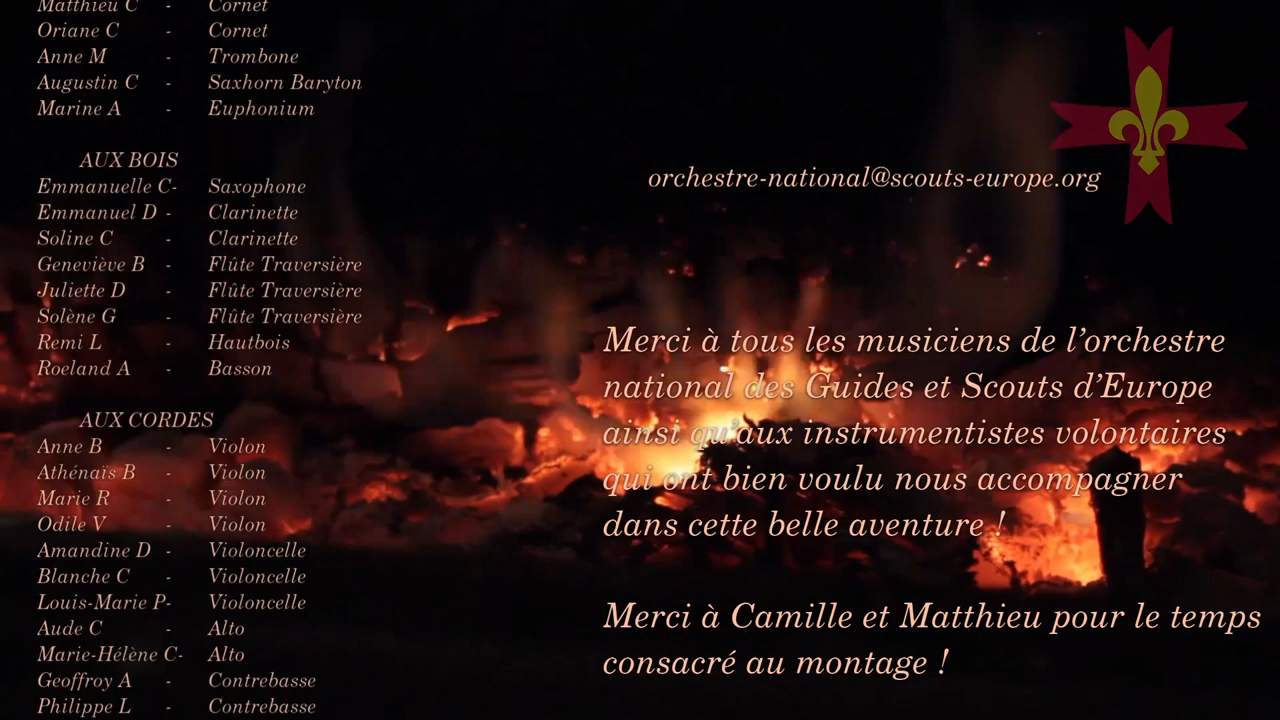 Matthieu C - Cornet
Oriane C - Cornet
Anne M - Trombone
Augustin C - Saxhorn Baryton
Marine A - Euphonium
AUX BOIS
Emmanuelle C- Saxophone
Emmanuel D - Clarinette
Soline C - Clarinette
Geneviève B - Flûte Traversière
Juliette D - Flûte Traversière
Solène G - Flûte Traversière
Remi L - Hautbois
Roeland A - Basson
AUX CORDES
Anne B - Violon
Athénaïs B - Violon
Marie R - Violon
Odile V - Violon
Amandine D - Violoncelle
Blanche C - Violoncelle
Louis-Marie P- Violoncelle
Aude C - Alto
Marie-Hélène C- Alto
Geoffroy A - Contrebasse
Philippe L - Contrebasse
orchestre-national@scouts-europe.org
Merci à tous les musiciens de l’orchestre
national des Guides et Scouts d’Europe
ainsi qu’aux instrumentistes volontaires
qui ont bien voulu nous accompagner
dans cette belle aventure !
Merci à Camille et Matthieu pour le temps
consacré au montage !